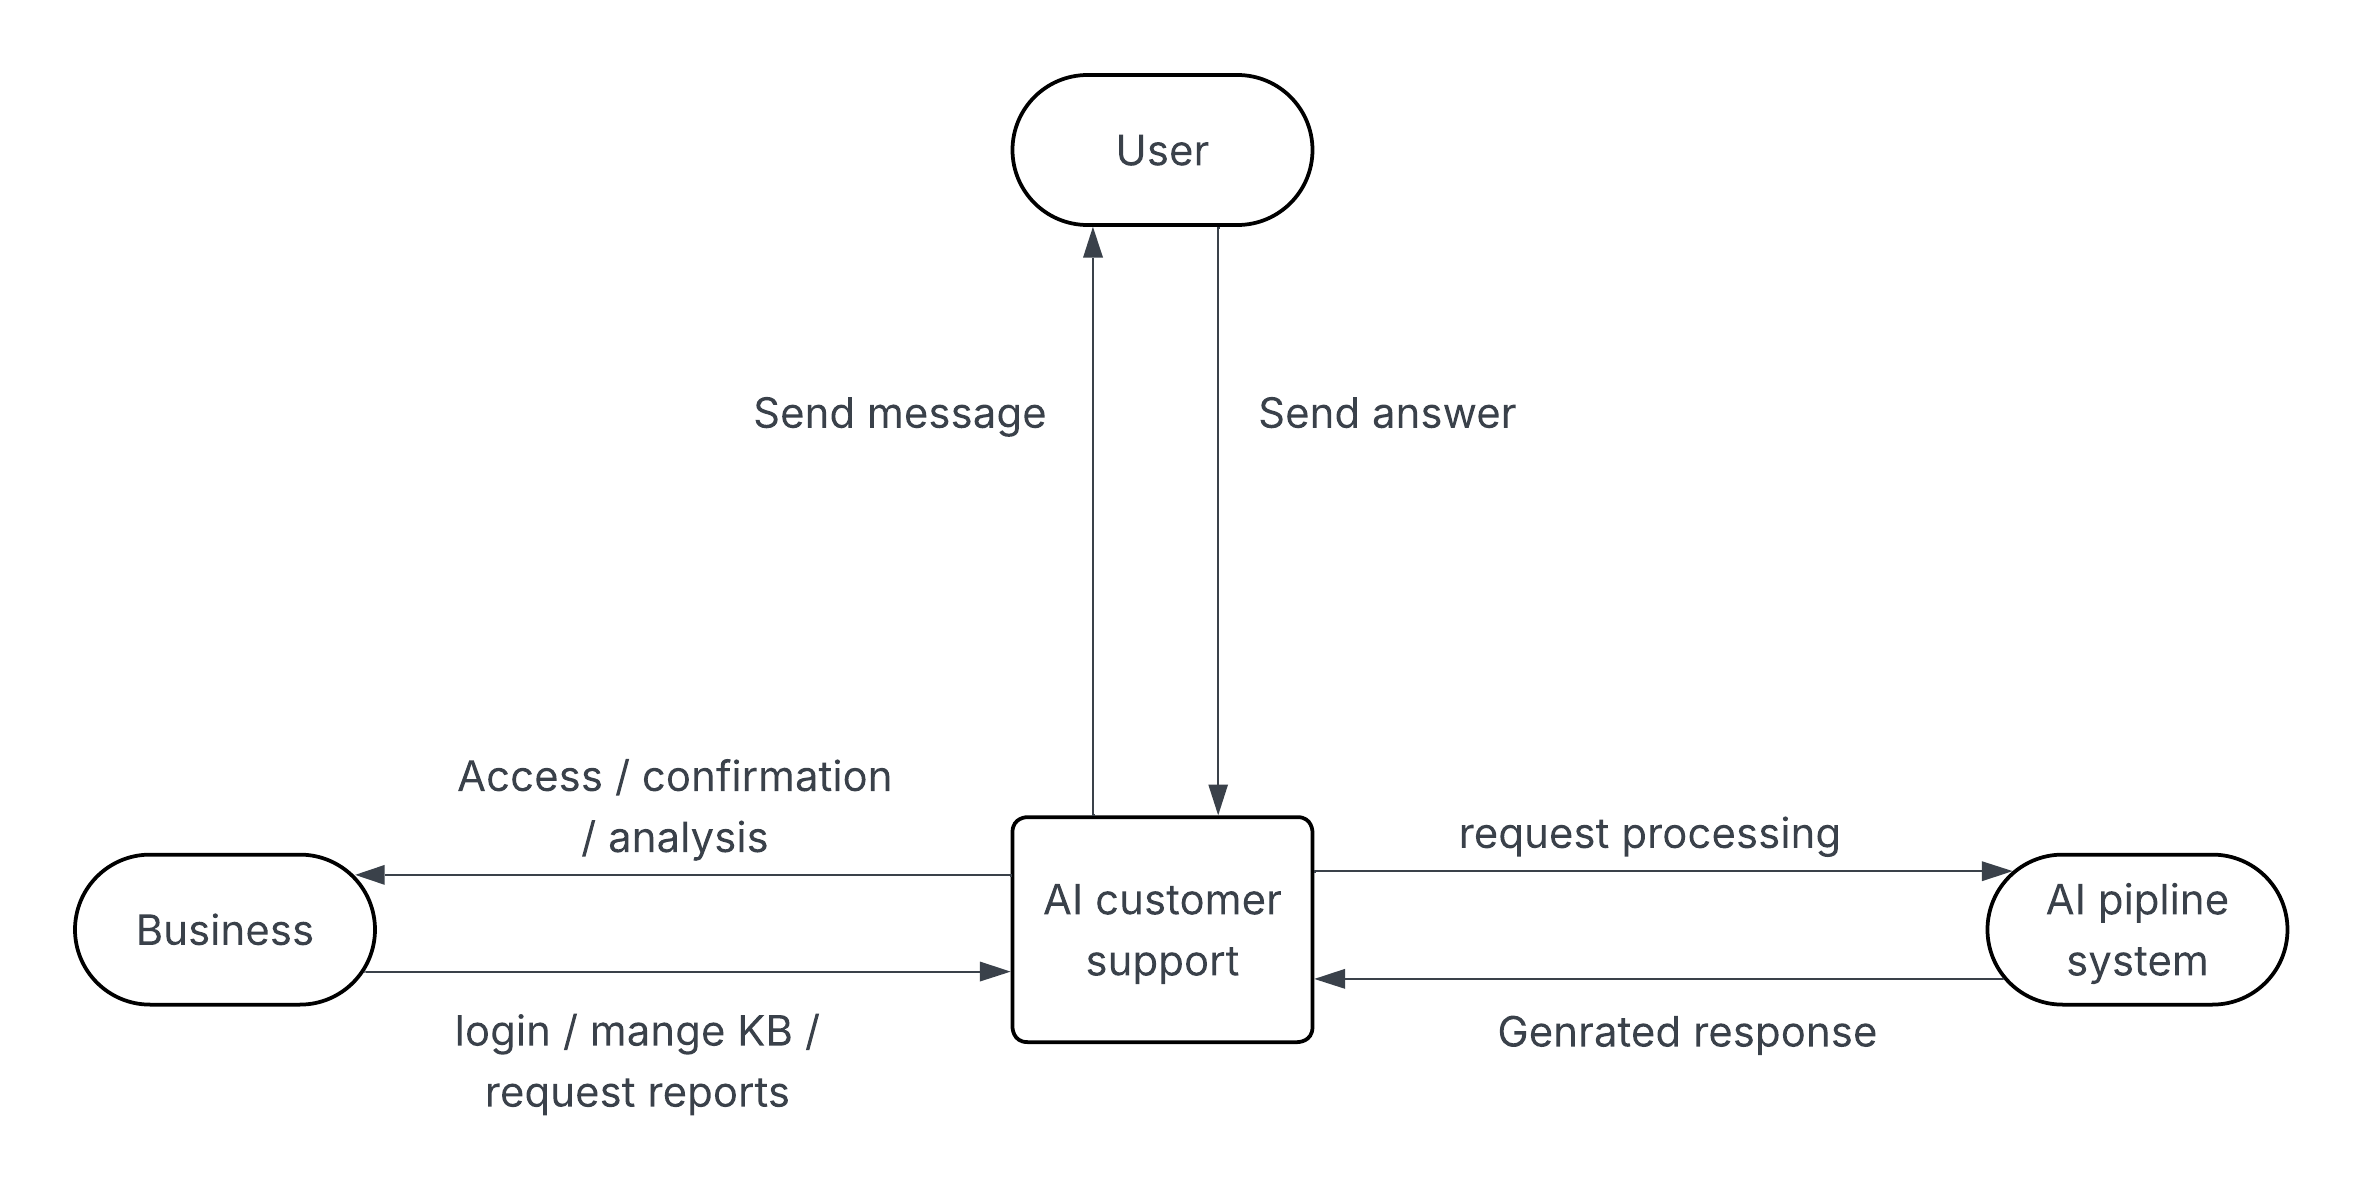 User
Send message
Send answer
Access / confirmation
/ analysis
request processing
Business
AI customer
support
AI pipline
system
login / mange KB /
request reports
Genrated response